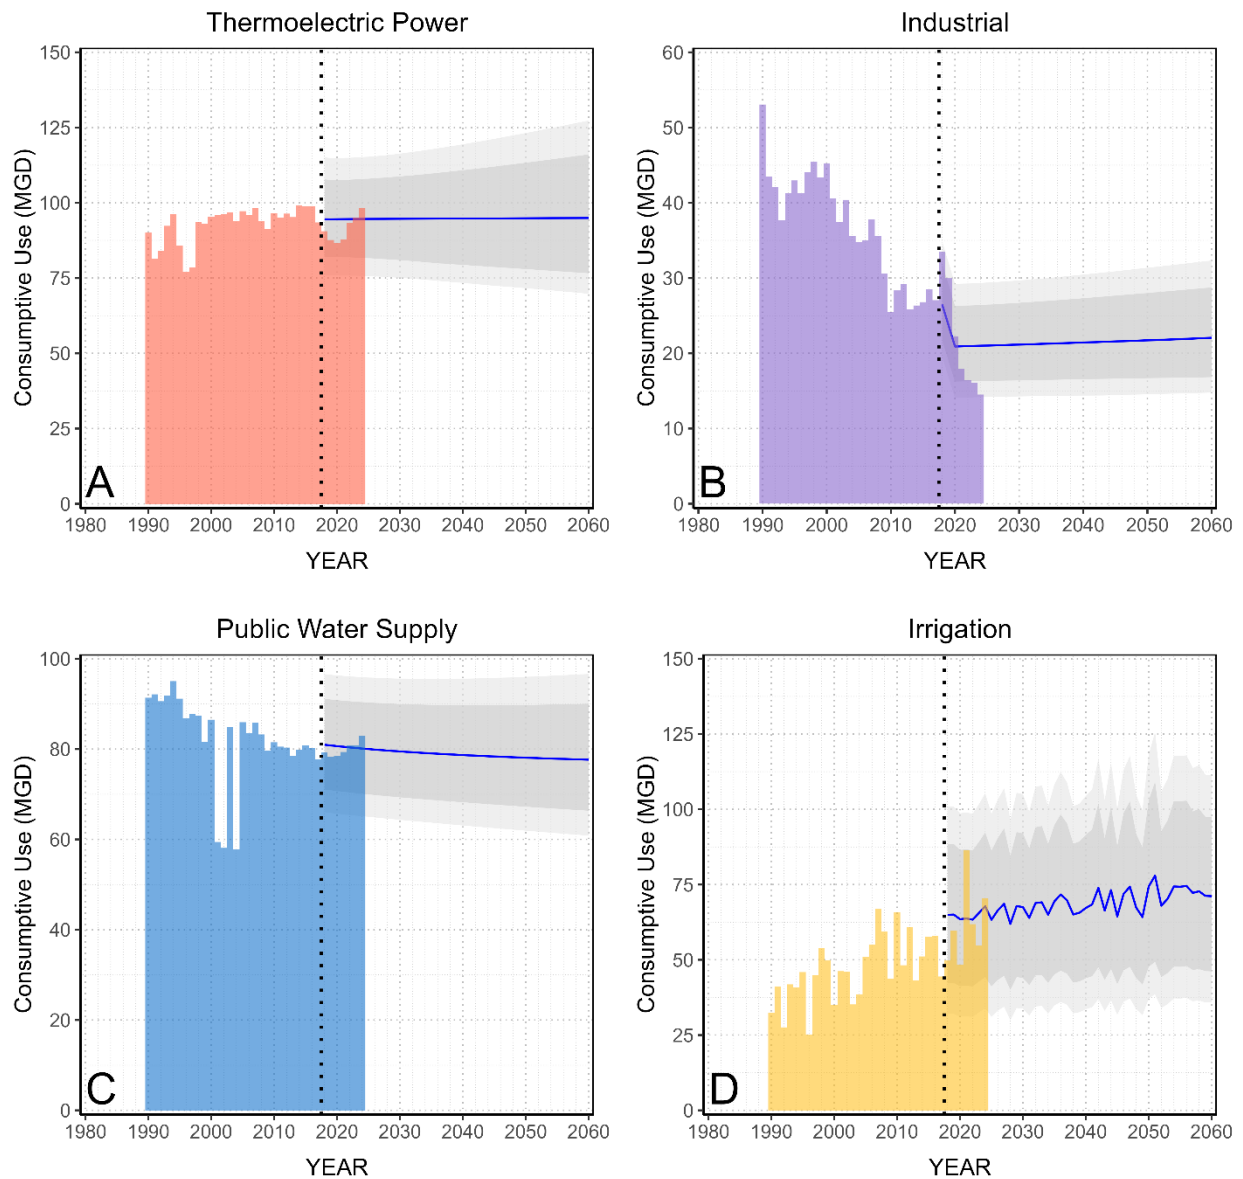 Thermoelectric Power
Consumptive Use (MGD)
150
125
100
75
50
25
0
A
1980 1990 2000 2010 2020 2030 2040 2050 2060
YEAR
Industrial
Consumptive Use (MGD)
60
50
40
30
20
10
0
B
1980 1990 2000 2010 2020 2030 2040 2050 2060
YEAR
Public Water Supply
Consumptive Use (MGD)
100
80
60
40
20
0
C
1980 1990 2000 2010 2020 2030 2040 2050 2060
YEAR
Irrigation
Consumptive Use (MGD)
150
125
100
75
50
25
0
D
1980 1990 2000 2010 2020 2030 2040 2050 2060
YEAR